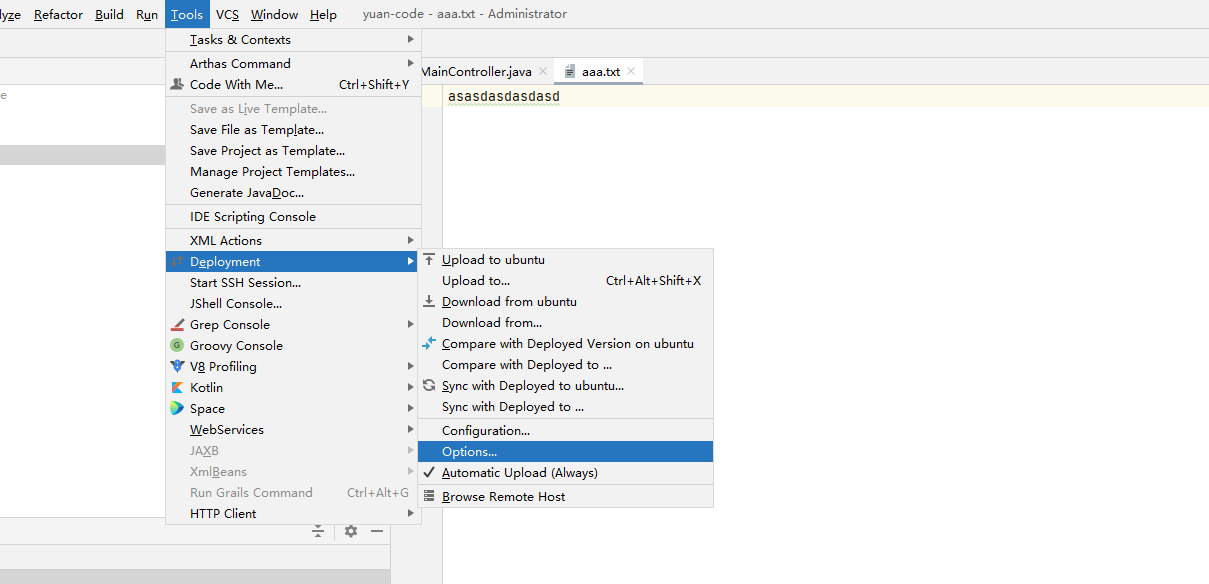 lyze Refactor Build Run Tools VCS Window Help yuan-code - aaa.txt - Administrator
MainController.java aaa.txt
e
asasdasdasdasd
Tasks & Contexts
Arthas Command
Code With Me... Ctrl+Shift+Y
Save as Live Template...
Save File as Template...
Save Project as Template...
Manage Project Templates...
Generate JavaDoc...
IDE Scripting Console
XML Actions
Deployment
Start SSH Session...
JShell Console...
Grep Console
Groovy Console
V8 Profiling
Kotlin
Space
WebServices
JAXB
XmlBeans
Run Grails Command Ctrl+Alt+G
HTTP Client
Upload to ubuntu
Upload to... Ctrl+Alt+Shift+X
Download from ubuntu
Download from...
Compare with Deployed Version on ubuntu
Compare with Deployed to ...
Sync with Deployed to ubuntu...
Sync with Deployed to ...
Configuration...
Options...
Automatic Upload (Always)
Browse Remote Host